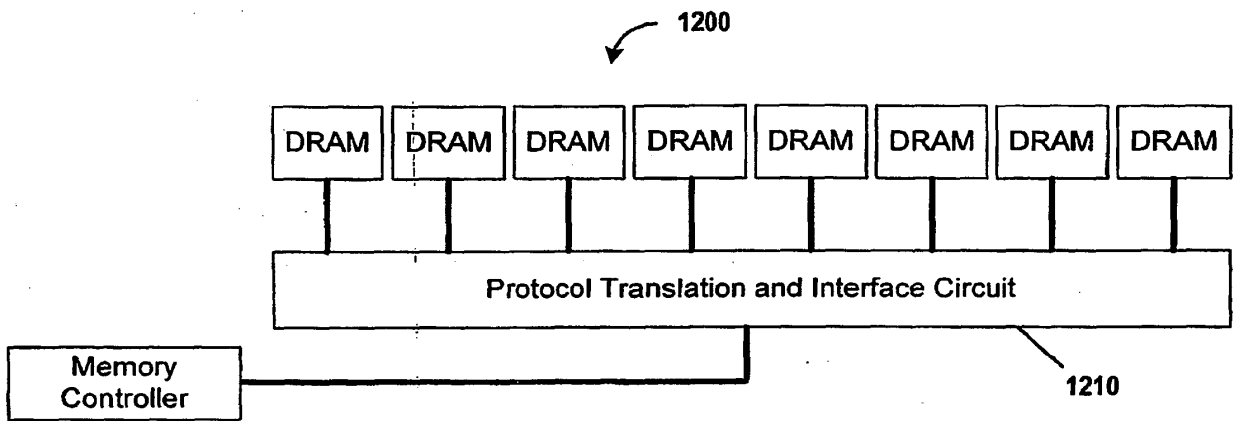 1200
DRAM DRAM DRAM DRAM DRAM DRAM DRAM DRAM
Protocol Translation and Interface Circuit
Memory
Controller
1210